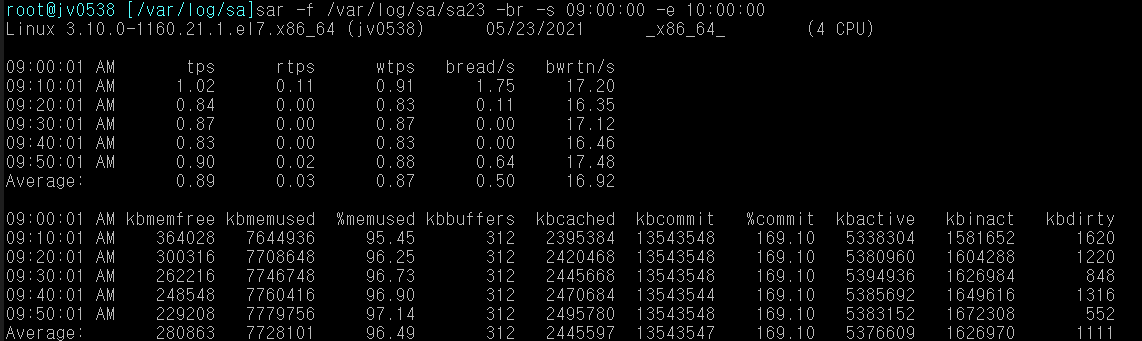 root@jv0538 [/var/log/sa]sar -f /var/log/sa/sa23 -br -s 09:00:00 -e 10:00:00
Linux 3.10.0-1160.21.1.el7.x86_64 (jv0538) 05/23/2021 _x86_64_ (4 CPU)
09:00:01 AM tps rtps wtps bread/s bwrtn/s
09:10:01 AM 1.02 0.11 0.91 1.75 17.20
09:20:01 AM 0.84 0.00 0.83 0.11 16.35
09:30:01 AM 0.87 0.00 0.87 0.00 17.12
09:40:01 AM 0.83 0.00 0.83 0.00 16.46
09:50:01 AM 0.90 0.02 0.88 0.64 17.48
Average: 0.89 0.03 0.87 0.50 16.92
09:00:01 AM kbmemfree kbmemused %memused kbbuffers kbcached kbcommit %commit kbactive kbinact kbdirty
09:10:01 AM 364028 7644936 95.45 312 2395384 13543548 169.10 5338304 1581652 1620
09:20:01 AM 300316 7708648 96.25 312 2420468 13543548 169.10 5380960 1604288 1220
09:30:01 AM 262216 7746748 96.73 312 2445668 13543548 169.10 5394936 1626984 848
09:40:01 AM 248548 7760416 96.90 312 2470684 13543544 169.10 5385692 1649616 1316
09:50:01 AM 229208 7779756 97.14 312 2495780 13543548 169.10 5383152 1672308 552
Average: 280863 7728101 96.49 312 2445597 13543547 169.10 5376609 1626970 1111